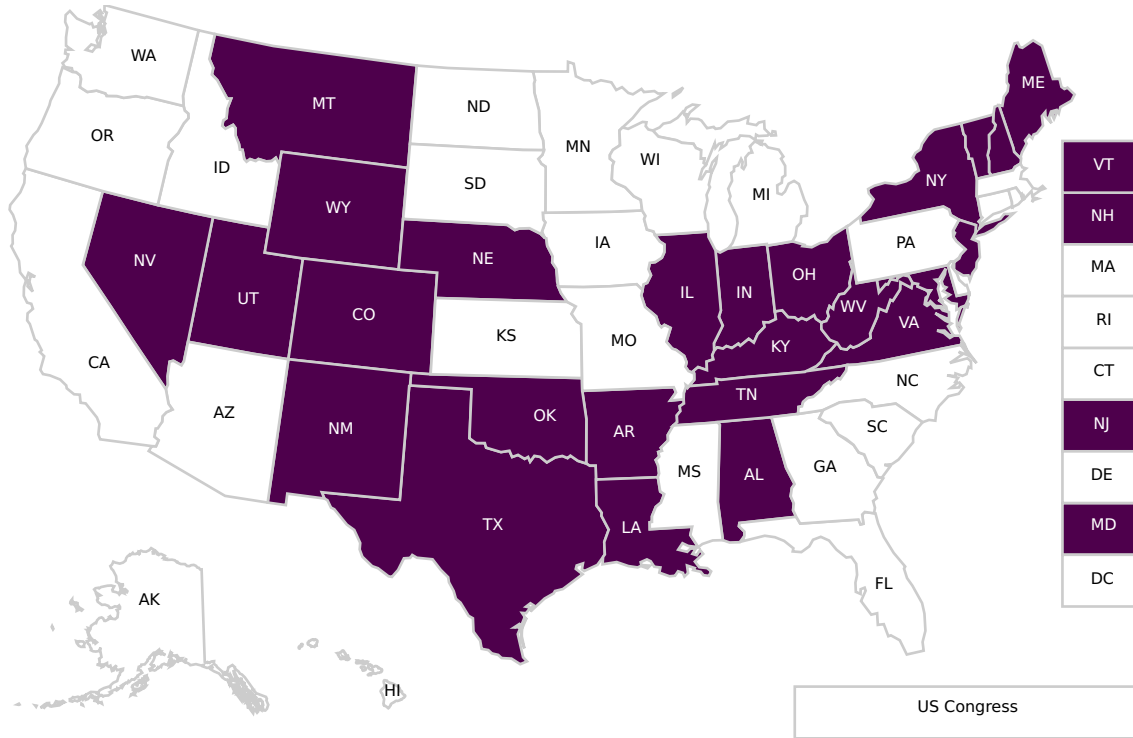 WA
MT
ND
MN
ME
OR
ID
SD
WI
MI
NY
VT
WY
NH
NV
NE
IA
PA
MA
UT
CO
IL
IN
OH
WV
VA
RI
KS
MO
KY
CA
CT
AZ
NM
OK
AR
TN
NC
SC
NJ
TX
LA
MS
AL
GA
DE
MD
AK
FL
DC
HI
US Congress